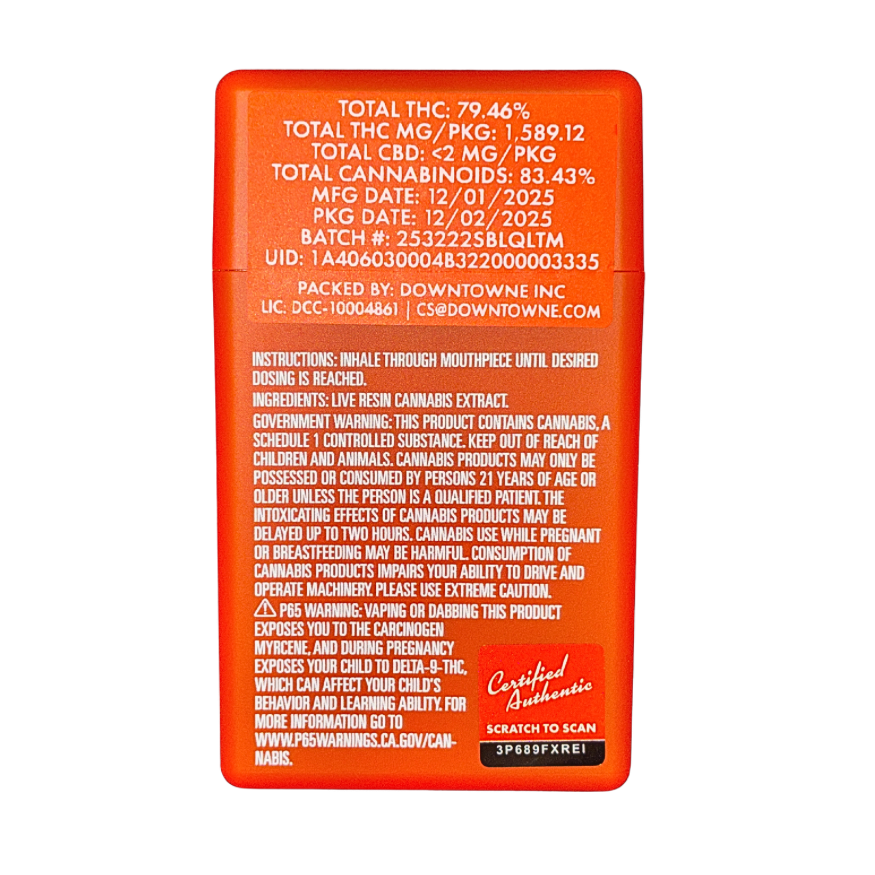 TOTAL THC: 79.46%
TOTAL THC MG/PKG: 1,589.12
TOTAL CBD: <2 MG/PKG
TOTAL CANNABINOIDS: 83.43%
MFG DATE: 12/01/2025
PKG DATE: 12/02/2025
BATCH #: 253222SBLQLTM
UID: 1A406030004B322000003335
PACKED BY: DOWNTOWNE INC
LIC: DCC-10004861 | CS@DOWNTOWNE.COM
INSTRUCTIONS: INHALE THROUGH MOUTHPIECE UNTIL DESIRED
DOSING IS REACHED.
INGREDIENTS: LIVE RESIN CANNABIS EXTRACT.
GOVERNMENT WARNING: THIS PRODUCT CONTAINS CANNABIS, A
SCHEDULE 1 CONTROLLED SUBSTANCE. KEEP OUT OF REACH OF
CHILDREN AND ANIMALS. CANNABIS PRODUCTS MAY ONLY BE
POSSESSED OR CONSUMED BY PERSONS 21 YEARS OF AGE OR
OLDER UNLESS THE PERSON IS A QUALIFIED PATIENT. THE
INTOXICATING EFFECTS OF CANNABIS PRODUCTS MAY BE
DELAYED UP TO TWO HOURS. CANNABIS USE WHILE PREGNANT
OR BREASTFEEDING MAY BE HARMFUL. CONSUMPTION OF
CANNABIS PRODUCTS IMPAIRS YOUR ABILITY TO DRIVE AND
OPERATE MACHINERY. PLEASE USE EXTREME CAUTION.
⚠ P65 WARNING: VAPING OR DABBING THIS PRODUCT
EXPOSES YOU TO THE CARCINOGEN
MYRCENE, AND DURING PREGNANCY
EXPOSES YOUR CHILD TO DELTA-9-THC,
WHICH CAN AFFECT YOUR CHILD'S
BEHAVIOR AND LEARNING ABILITY. FOR
MORE INFORMATION GO TO
WWW.P65WARNINGS.CA.GOV/CAN-
NABIS.
Certified
Authentic
SCRATCH TO SCAN
3P689FXREI